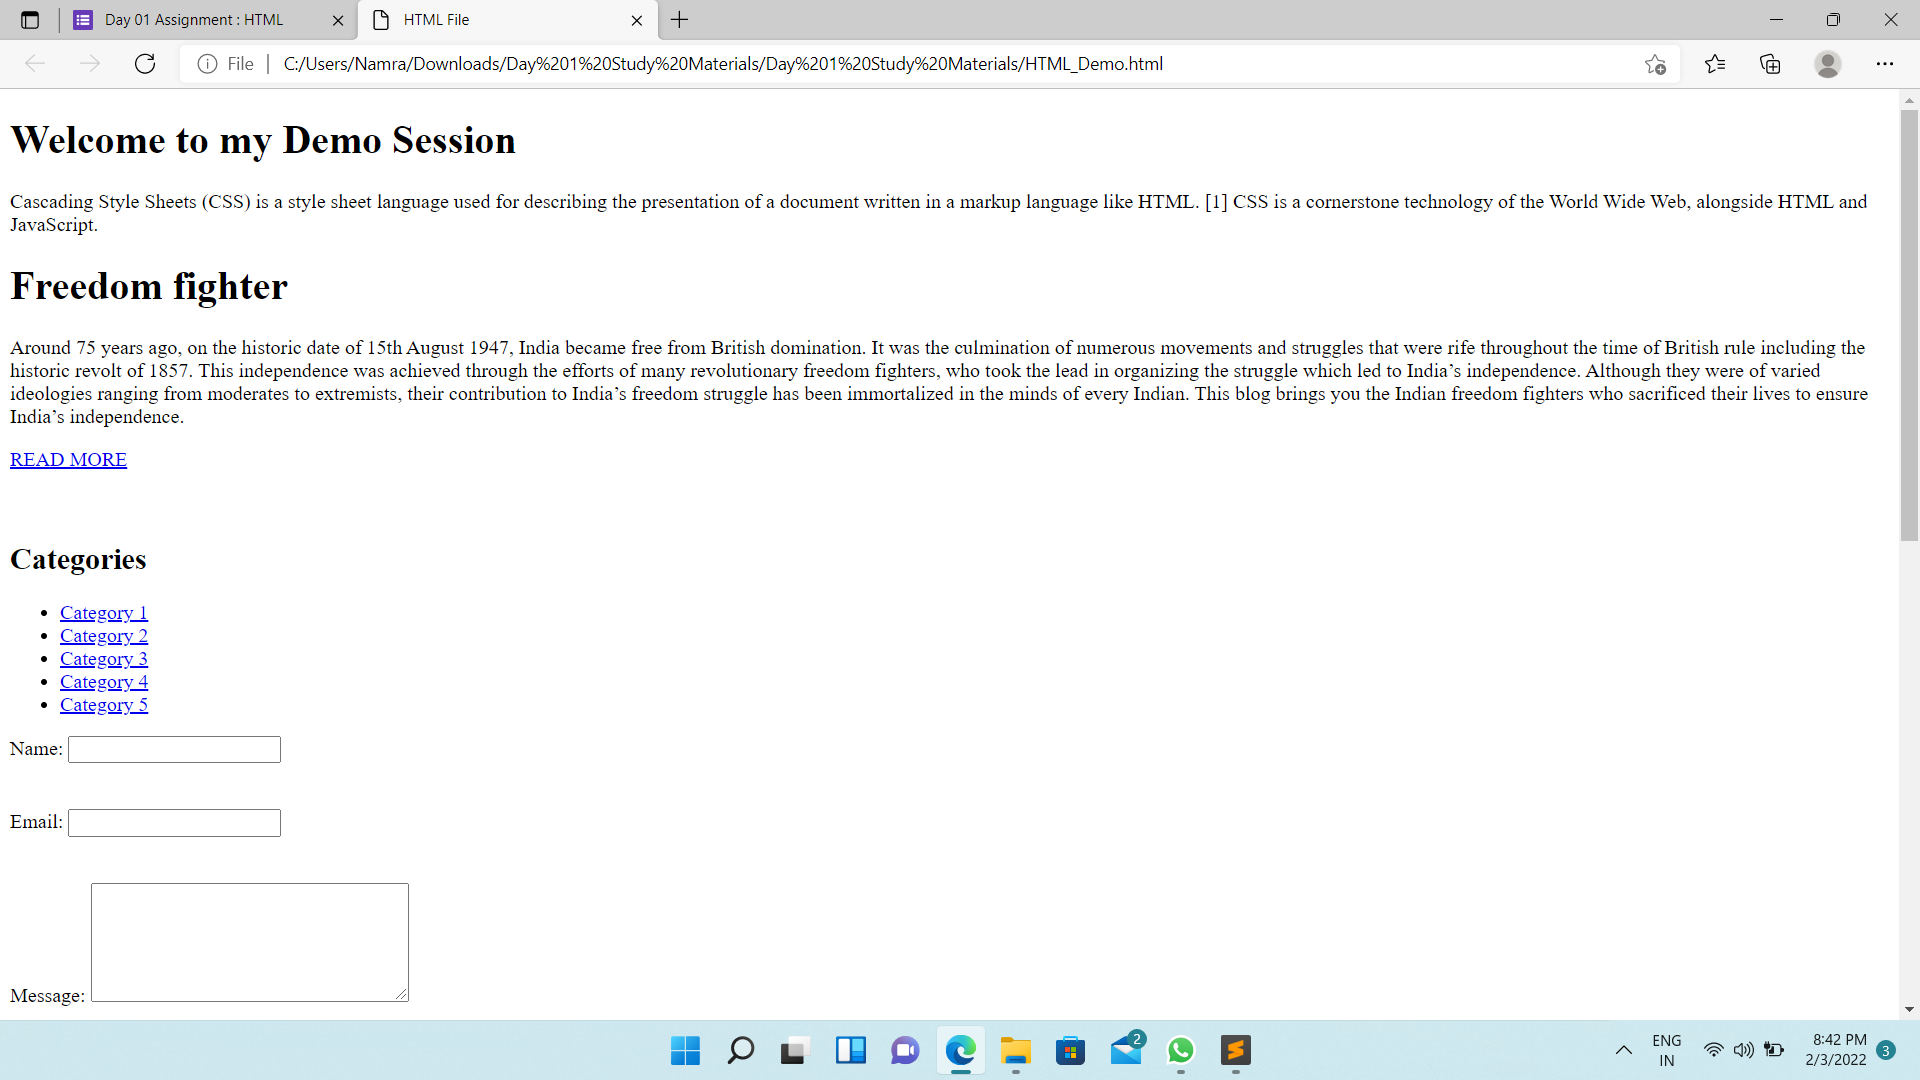 Day 01 Assignment : HTML
HTML File
File
C:/Users/Namra/Downloads/Day%201%20Study%20Materials/Day%201%20Study%20Materials/HTML_Demo.html
Welcome to my Demo Session
Cascading Style Sheets (CSS) is a style sheet language used for describing the presentation of a document written in a markup language like HTML. [1] CSS is a cornerstone technology of the World Wide Web, alongside HTML and
JavaScript.
Freedom fighter
Around 75 years ago, on the historic date of 15th August 1947, India became free from British domination. It was the culmination of numerous movements and struggles that were rife throughout the time of British rule including the
historic revolt of 1857. This independence was achieved through the efforts of many revolutionary freedom fighters, who took the lead in organizing the struggle which led to India’s independence. Although they were of varied
ideologies ranging from moderates to extremists, their contribution to India’s freedom struggle has been immortalized in the minds of every Indian. This blog brings you the Indian freedom fighters who sacrificed their lives to ensure
India’s independence.
READ MORE
Categories
• Category 1
• Category 2
• Category 3
• Category 4
• Category 5
Name:
Email:
Message:
2
ENG
IN
8:42 PM
2/3/2022
3